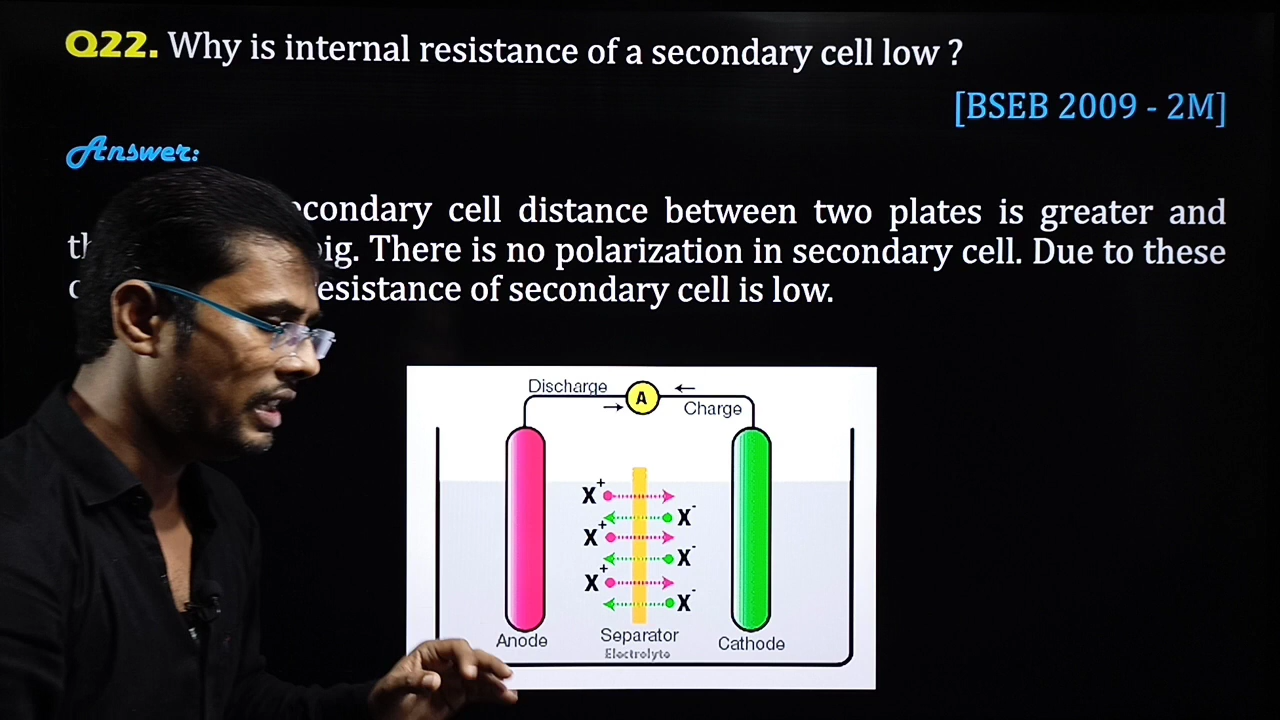 Q22. Why is internal resistance of a secondary cell low ?
[BSEB 2009 - 2M]
Answer:
econdary cell distance between two plates is greater and
th ig. There is no polarization in secondary cell. Due to these
esistance of secondary cell is low.
Discharge A Charge
X+
X-
X+
X-
X+
X-
Anode Separator Cathode
Electrolyte